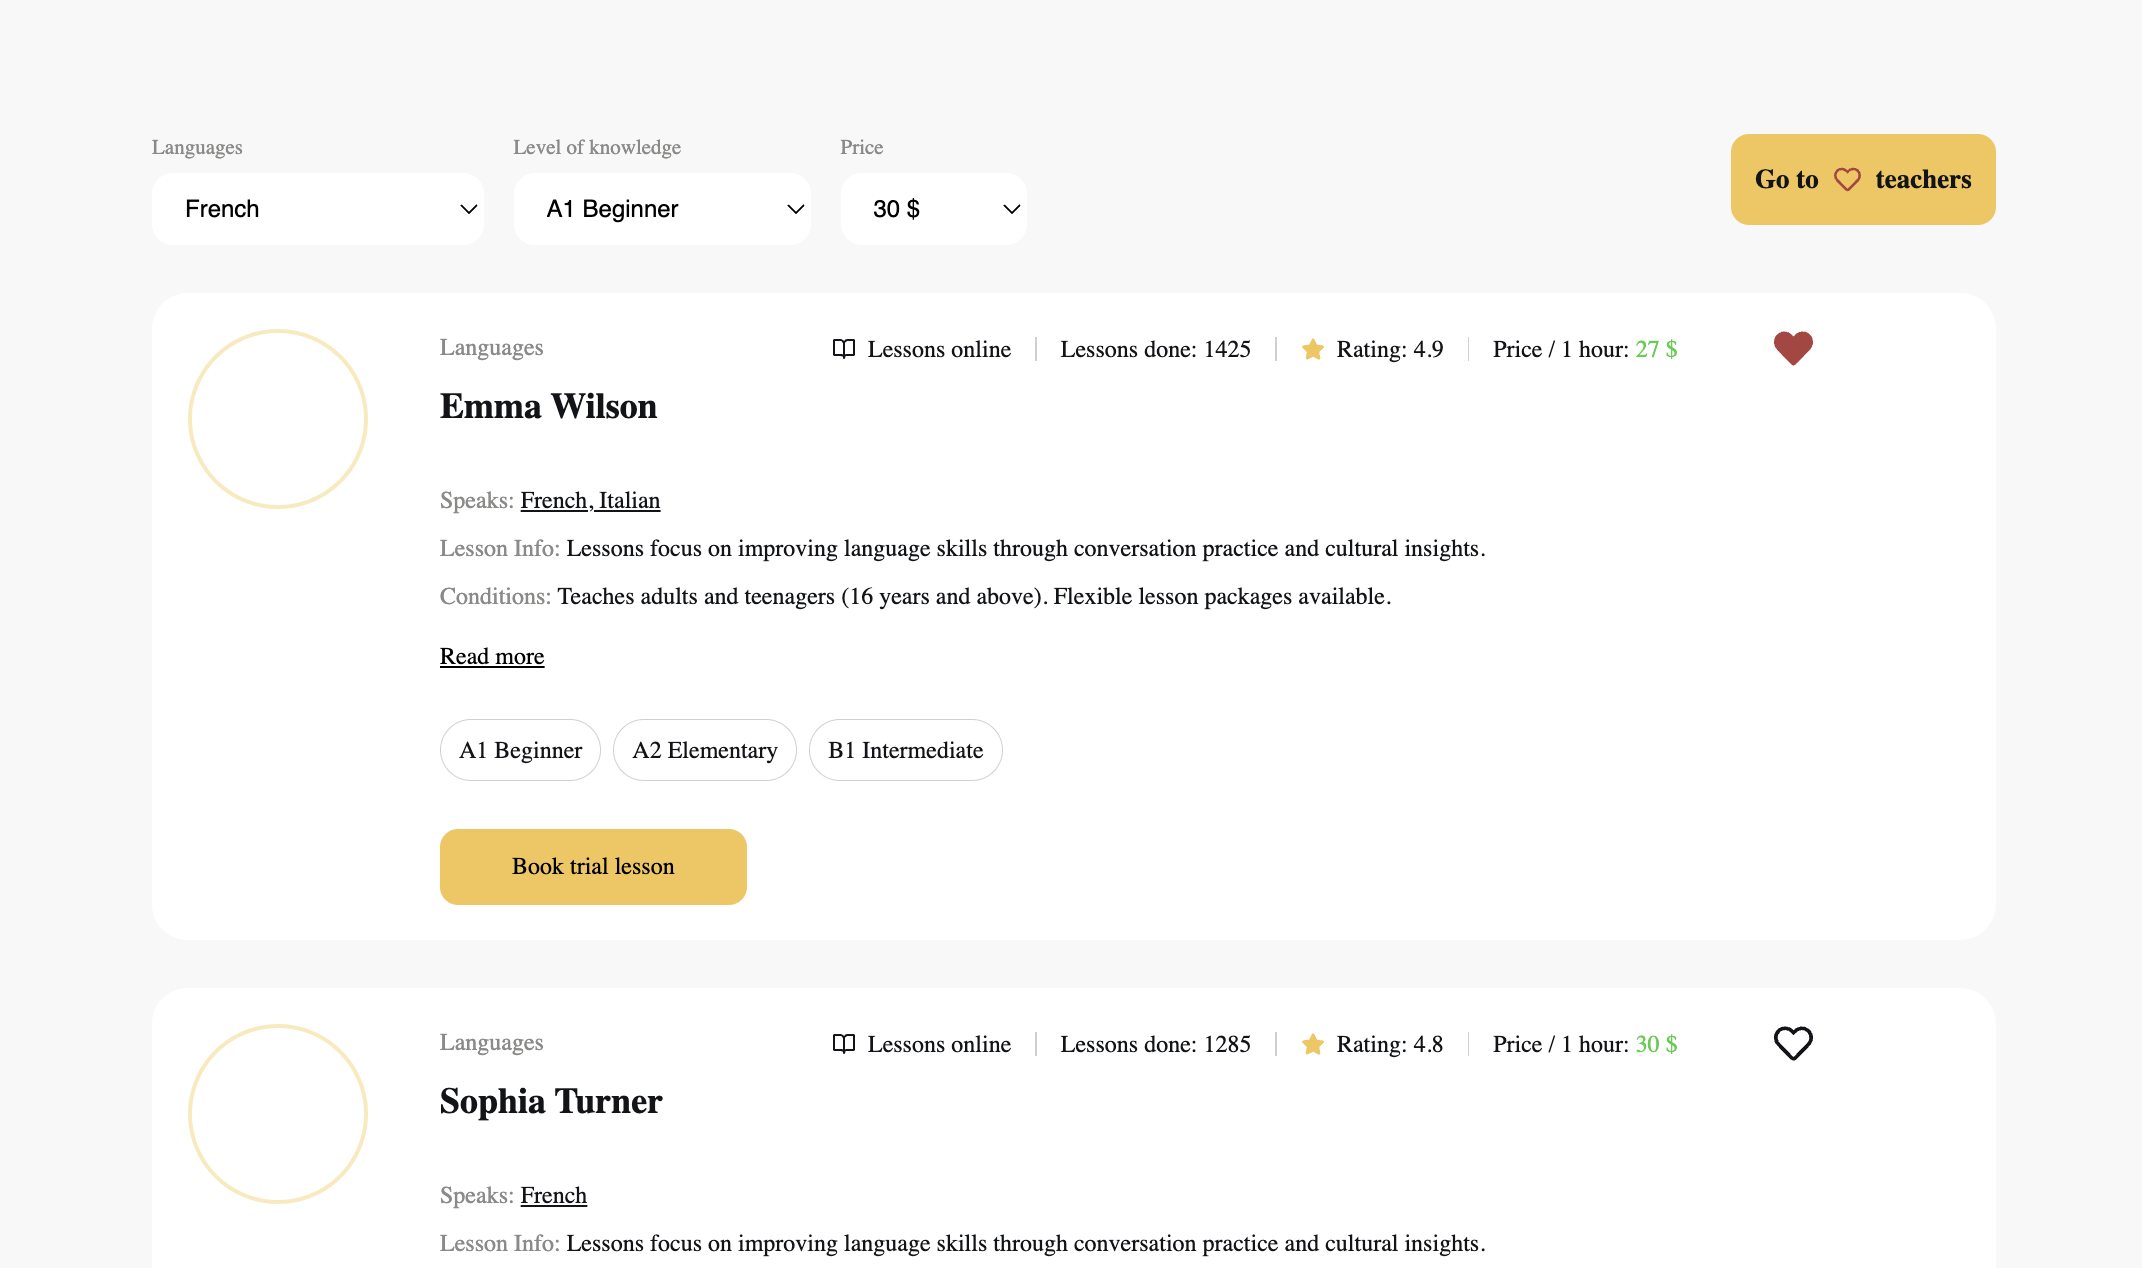 Languages
Level of knowledge
Price
French
A1 Beginner
30 $
Go to teachers
Languages
Lessons online
Lessons done: 1425
Rating: 4.9
Price / 1 hour: 27 $
Emma Wilson
Speaks: French, Italian
Lesson Info: Lessons focus on improving language skills through conversation practice and cultural insights.
Conditions: Teaches adults and teenagers (16 years and above). Flexible lesson packages available.
Read more
A1 Beginner
A2 Elementary
B1 Intermediate
Book trial lesson
Languages
Lessons online
Lessons done: 1285
Rating: 4.8
Price / 1 hour: 30 $
Sophia Turner
Speaks: French
Lesson Info: Lessons focus on improving language skills through conversation practice and cultural insights.